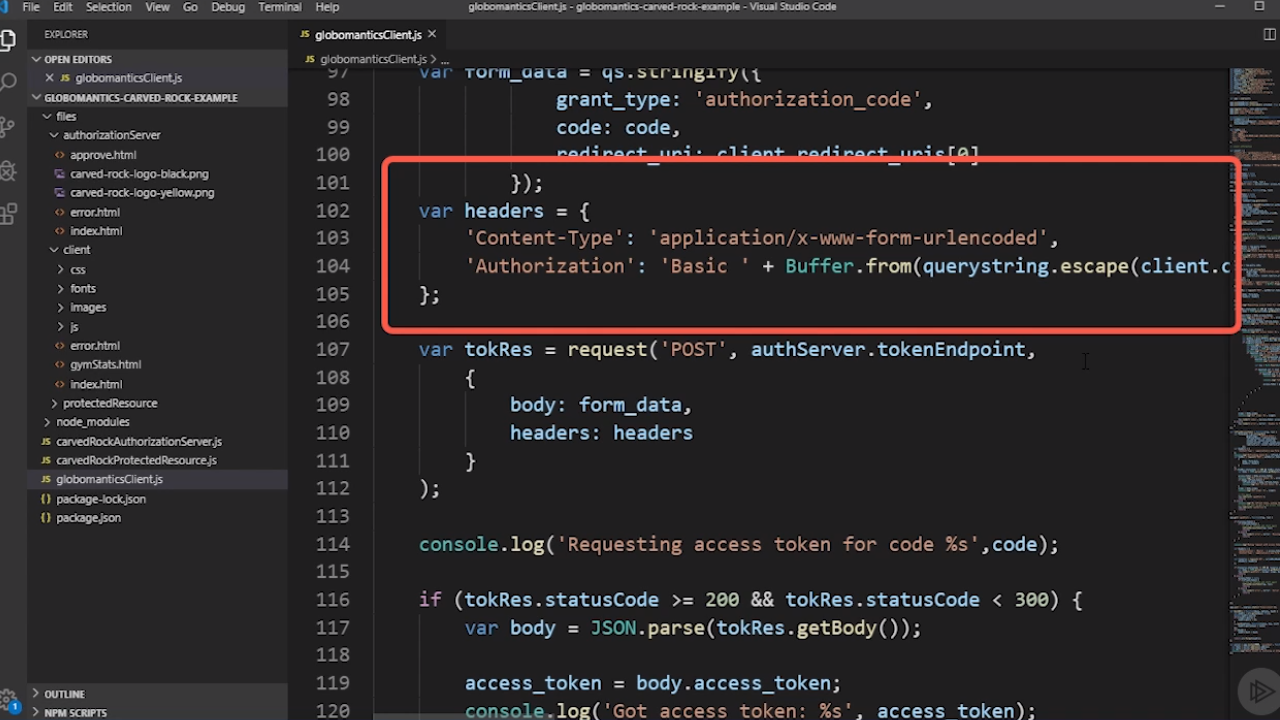 File Edit Selection View Go Debug Terminal Help
globomanticsClient.js - globomantics-carved-rock-example - Visual Studio Code
EXPLORER
OPEN EDITORS
JS globomanticsClient.js
GLOBOMANTICS-CARVED-ROCK-EXAMPLE
files
authorizationServer
approve.html
carved-rock-logo-black.png
carved-rock-logo-yellow.png
error.html
index.html
client
css
fonts
images
js
error.html
gymStats.html
index.html
protectedResource
node_modules
JS carvedRockAuthorizationServer.js
JS carvedRockProtectedResource.js
JS globomanticsClient.js
{} package-lock.json
{} package.json
OUTLINE
NPM SCRIPTS
1
JS globomanticsClient.js
JS globomanticsClient.js > ...
97 var form_data = qs.stringify({
98 grant_type: 'authorization_code',
99 code: code,
100 redirect_uri: client.redirect_uris[0]
101 });
102 var headers = {
103 'Content-Type': 'application/x-www-form-urlencoded',
104 'Authorization': 'Basic ' + Buffer.from(querystring.escape(client.c
105 };
106
107 var tokRes = request('POST', authServer.tokenEndpoint,
108 {
109 body: form_data,
110 headers: headers
111 }
112 );
113
114 console.log('Requesting access token for code %s',code);
115
116 if (tokRes.statusCode >= 200 && tokRes.statusCode < 300) {
117 var body = JSON.parse(tokRes.getBody());
118
119 access_token = body.access_token;
120 console.log('Got access token: %s', access_token);